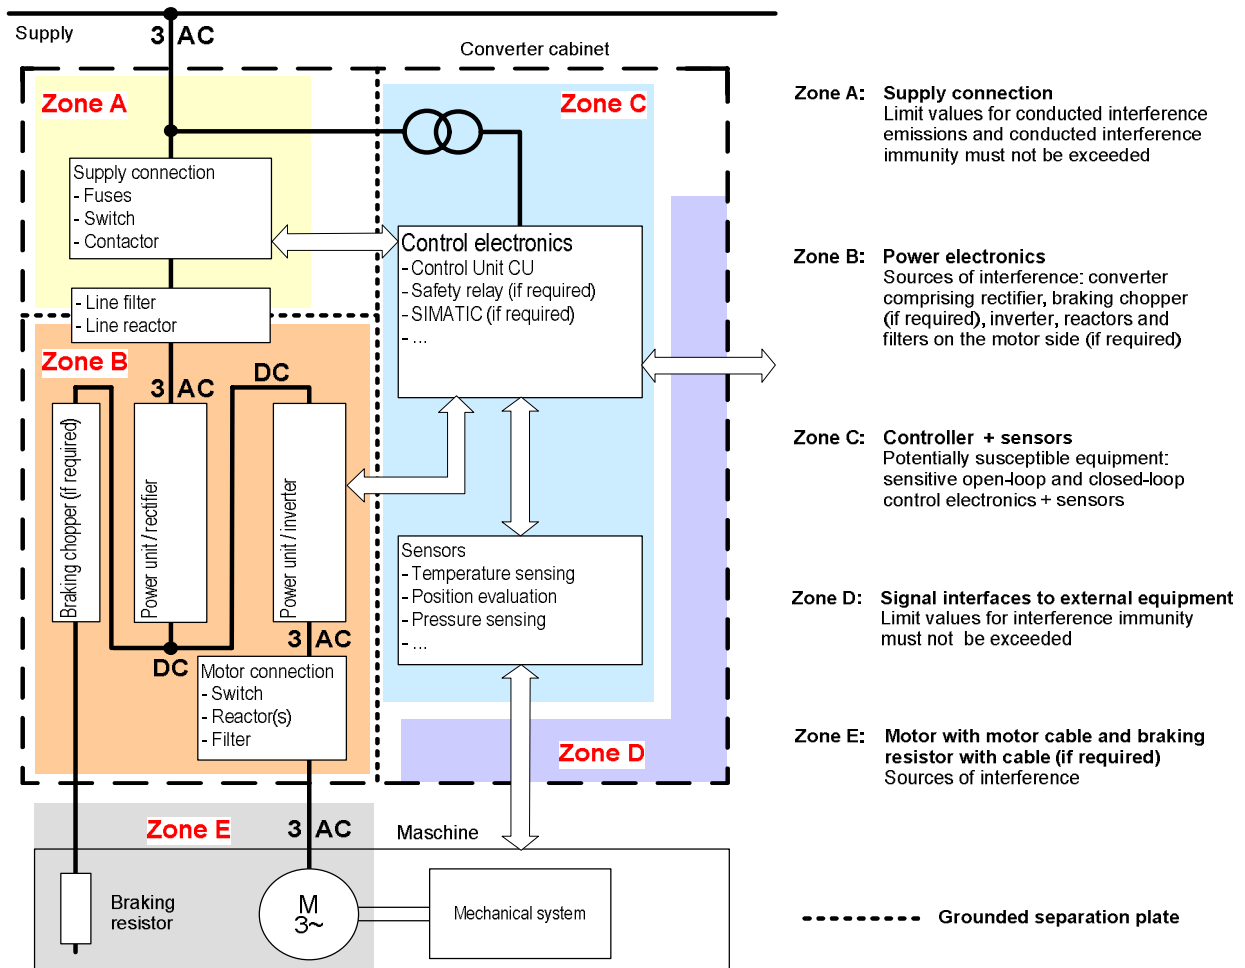 Supply
3 AC
Converter cabinet
Zone A
Zone C
Supply connection
- Fuses
- Switch
- Contactor
- Line filter
- Line reactor
Control electronics
- Control Unit CU
- Safety relay (if required)
- SIMATIC (if required)
- ...
Zone B
3 AC
DC
Braking chopper (if required)
Power unit / rectifier
Power unit / inverter
Sensors
- Temperature sensing
- Position evaluation
- Pressure sensing
- ...
3 AC
DC
Motor connection
- Switch
- Reactor(s)
- Filter
Zone D
Zone E
3 AC
Maschine
Braking
resistor
M
3~
Mechanical system
Zone A: Supply connection
Limit values for conducted interference
emissions and conducted interference
immunity must not be exceeded
Zone B: Power electronics
Sources of interference: converter
comprising rectifier, braking chopper
(if required), inverter, reactors and
filters on the motor side (if required)
Zone C: Controller + sensors
Potentially susceptible equipment:
sensitive open-loop and closed-loop
control electronics + sensors
Zone D: Signal interfaces to external equipment
Limit values for interference immunity
must not be exceeded
Zone E: Motor with motor cable and braking
resistor with cable (if required)
Sources of interference
Grounded separation plate